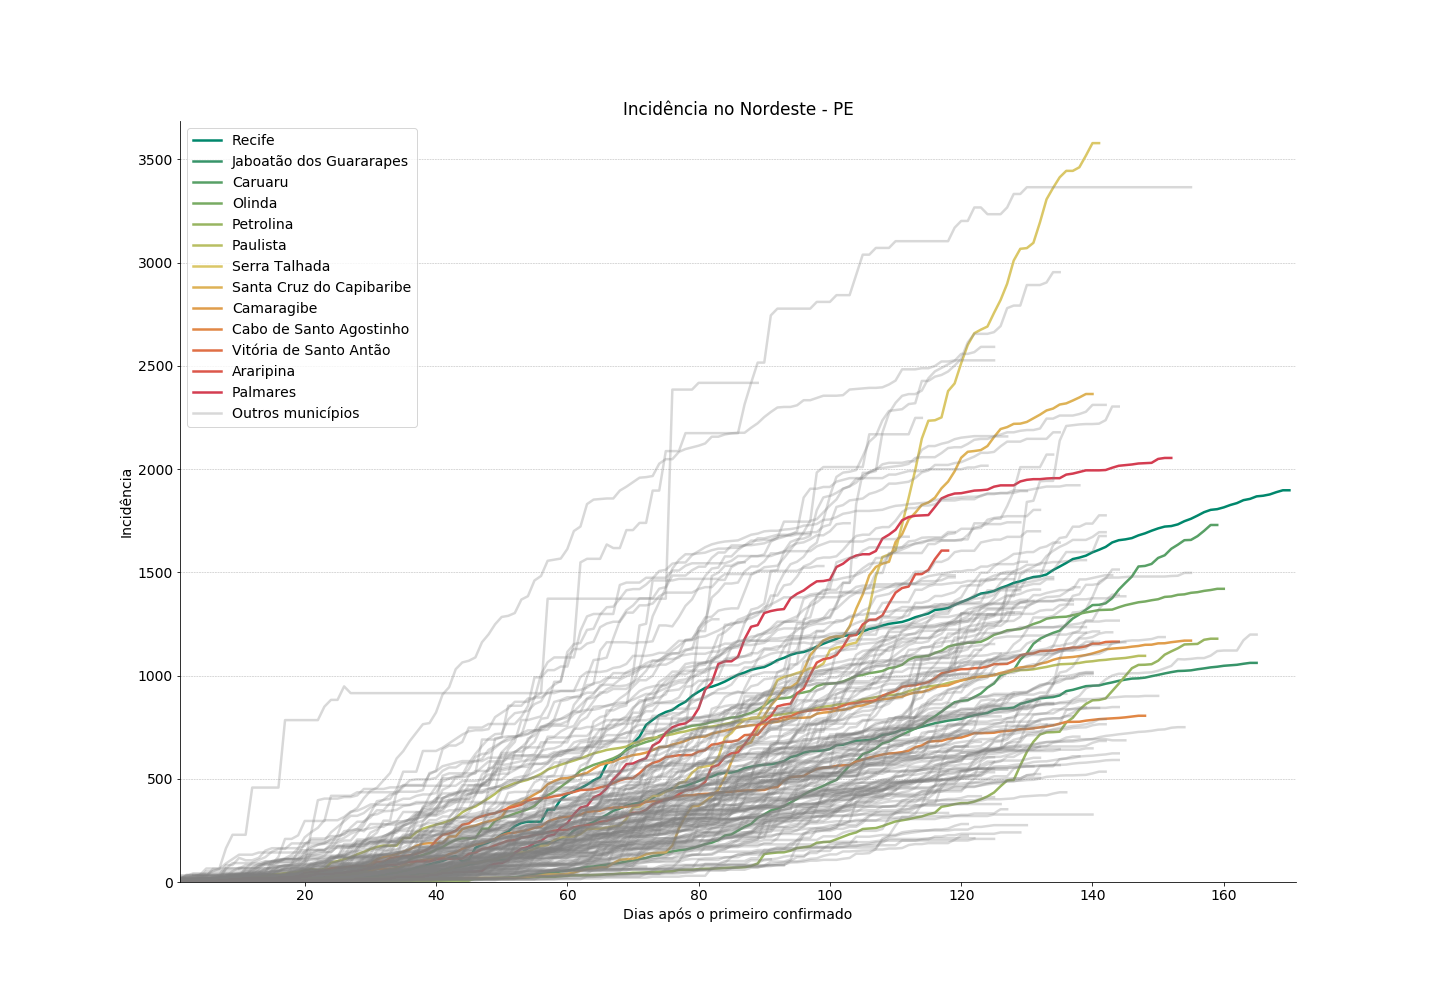 Incidência no Nordeste - PE
Recife
Jaboatão dos Guararapes
Caruaru
Olinda
Petrolina
Paulista
Serra Talhada
Santa Cruz do Capibaribe
Camaragibe
Cabo de Santo Agostinho
Vitória de Santo Antão
Araripina
Palmares
Outros municípios
Incidência
3500
3000
2500
2000
1500
1000
500
0
20 40 60 80 100 120 140 160
Dias após o primeiro confirmado